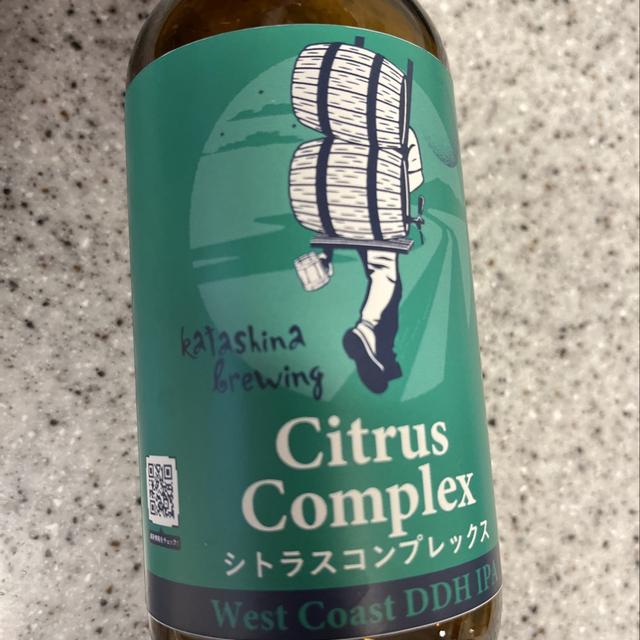 katashina
brewing
Citrus
Complex
シトラスコンプレックス
West Coast DDH IPA